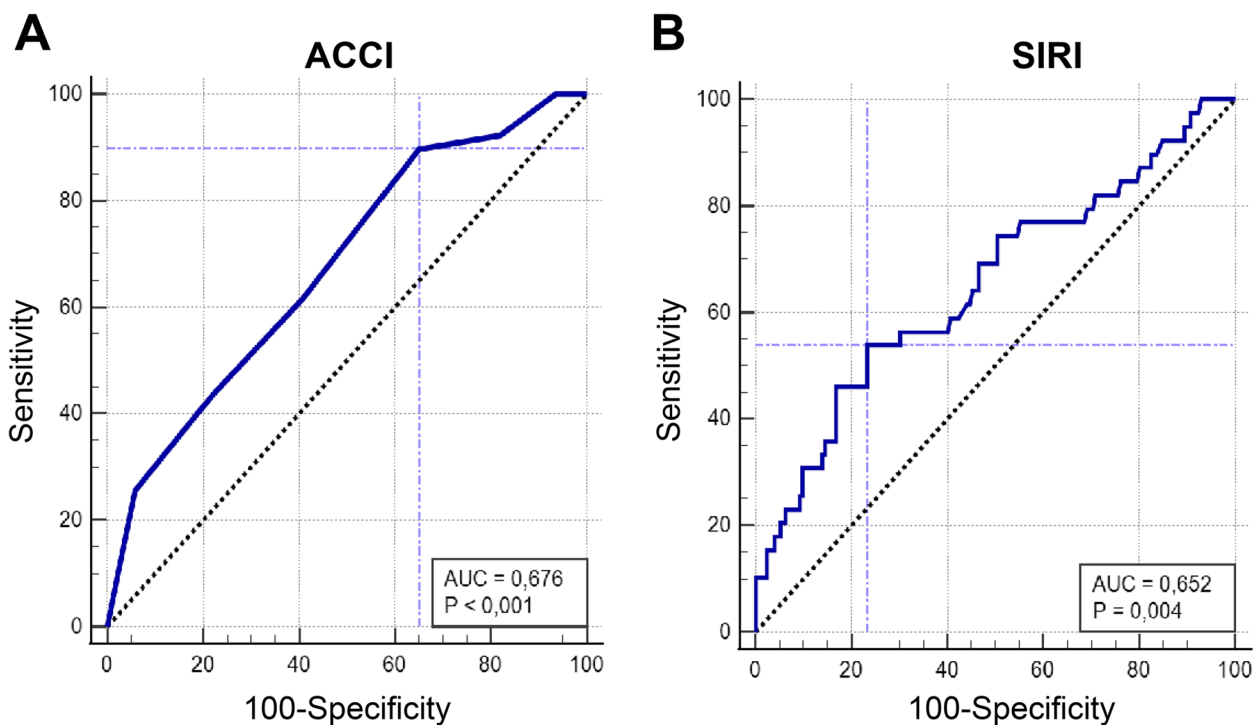 A
ACCI
100
80
60
40
20
0
Sensitivity
0 20 40 60 80 100
100-Specificity
AUC = 0,676
P < 0,001
B
SIRI
100
80
60
40
20
0
Sensitivity
0 20 40 60 80 100
100-Specificity
AUC = 0,652
P = 0,004